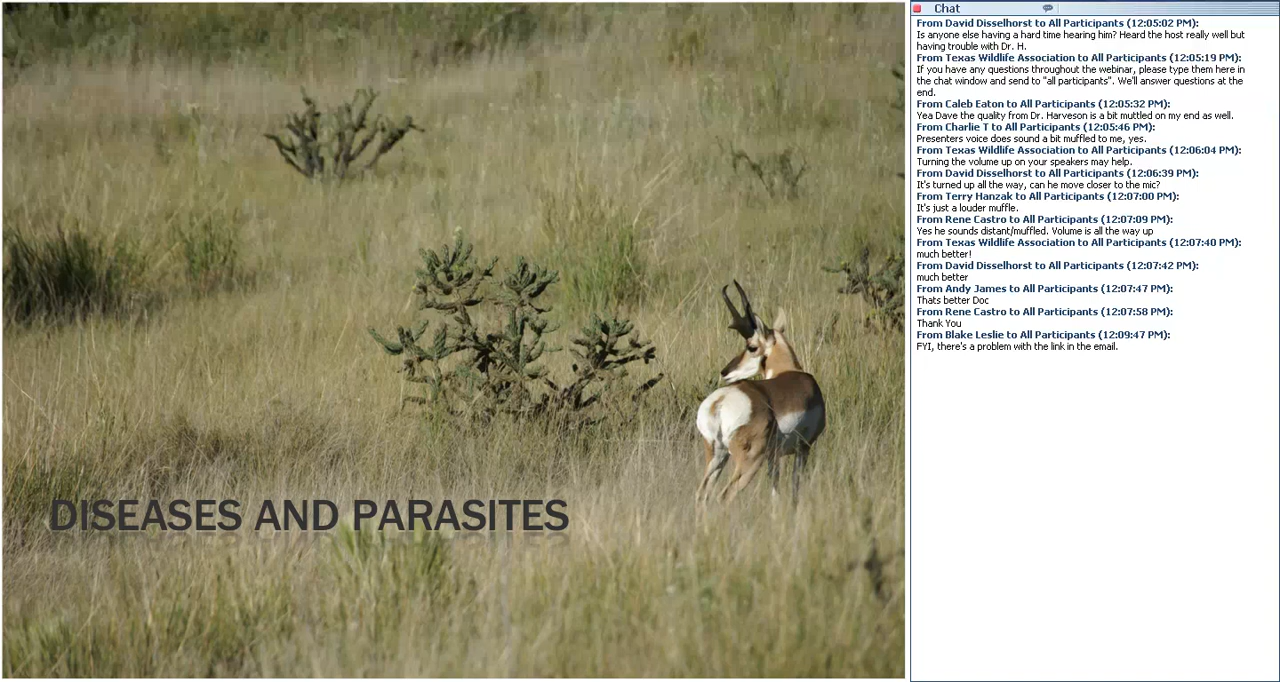 DISEASES AND PARASITES
Chat
From David Disselhorst to All Participants (12:05:02 PM):
Is anyone else having a hard time hearing him? Heard the host really well but
having trouble with Dr. H.
From Texas Wildlife Association to All Participants (12:05:19 PM):
If you have any questions throughout the webinar, please type them here in
the chat window and send to "all participants". We'll answer questions at the
end.
From Caleb Eaton to All Participants (12:05:32 PM):
Yea Dave the quality from Dr. Harveson is a bit muttled on my end as well.
From Charlie T to All Participants (12:05:46 PM):
Presenters voice does sound a bit muffled to me, yes.
From Texas Wildlife Association to All Participants (12:06:04 PM):
Turning the volume up on your speakers may help.
From David Disselhorst to All Participants (12:06:39 PM):
It's turned up all the way, can he move closer to the mic?
From Terry Hanzak to All Participants (12:07:00 PM):
It's just a louder muffle.
From Rene Castro to All Participants (12:07:09 PM):
Yes he sounds distant/muffled. Volume is all the way up
From Texas Wildlife Association to All Participants (12:07:40 PM):
much better!
From David Disselhorst to All Participants (12:07:42 PM):
much better
From Andy James to All Participants (12:07:47 PM):
Thats better Doc
From Rene Castro to All Participants (12:07:58 PM):
Thank You
From Blake Leslie to All Participants (12:09:47 PM):
FYI, there's a problem with the link in the email.